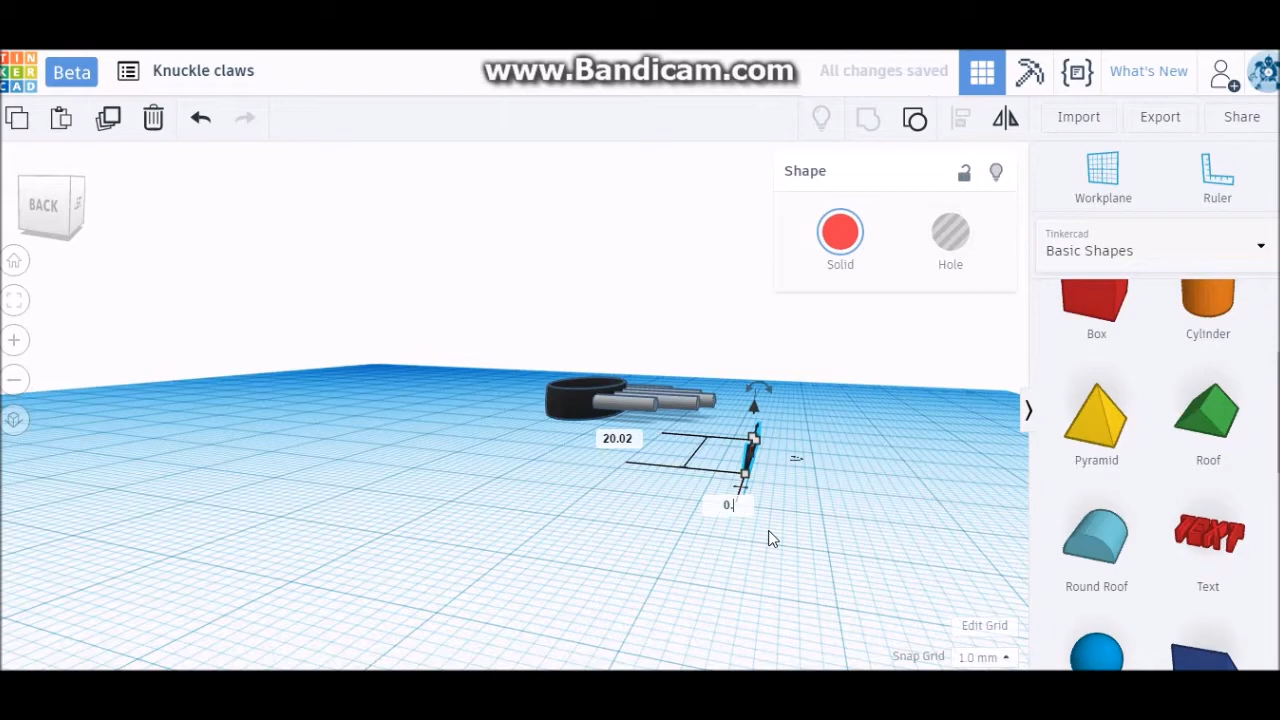 TIN
KER
CAD
Beta
Knuckle claws
www.Bandicam.com
All changes saved
What's New
Import
Export
Share
BACK
Shape
Solid
Hole
Workplane
Ruler
Tinkercad
Basic Shapes
Box
Cylinder
Pyramid
Roof
Round Roof
TEXT
Text
20.02
0.
Edit Grid
Snap Grid
1.0 mm